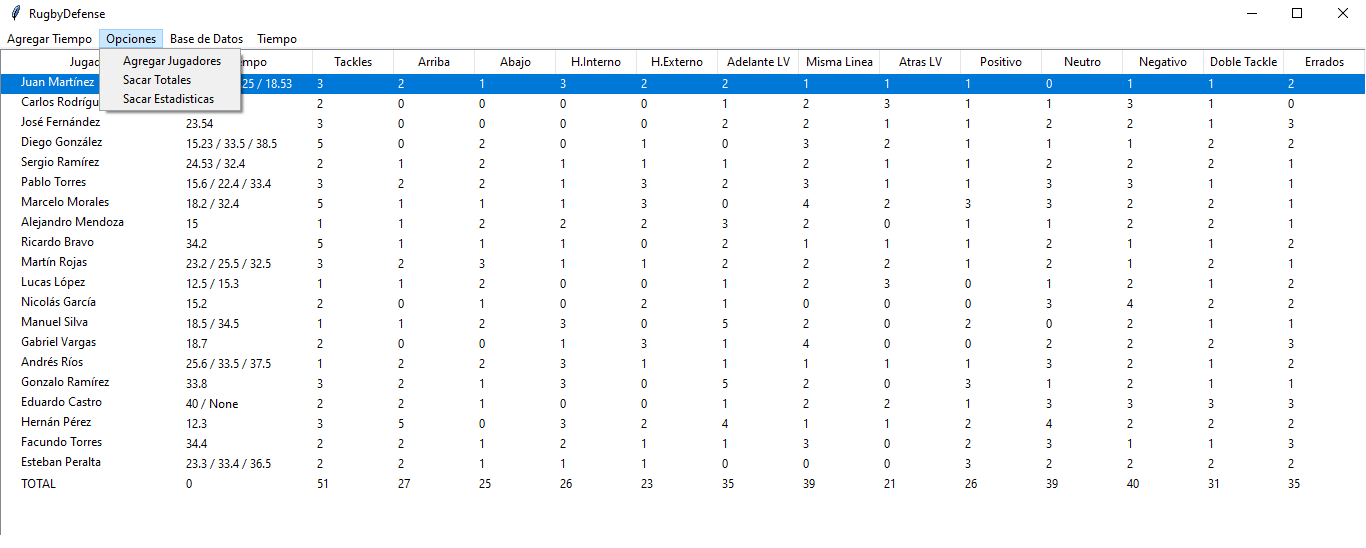 RugbyDefense
Agregar Tiempo Opciones Base de Datos Tiempo
Agregar Jugadores
Sacar Totales
Sacar Estadisticas
Tackles Arriba Abajo H.Interno H.Externo Adelante LV Misma Linea Atras LV Positivo Neutro Negativo Doble Tackle Errados
Juan Martínez 25 / 18.53 3 2 1 3 2 2 1 1 1 0 1 1 2
Carlos 2 0 0 0 0 1 2 3 1 1 3 1 0
José Fernández 23.54 3 0 0 0 0 2 2 1 1 2 2 1 3
Diego González 15.23 / 33.5 / 38.5 5 0 2 0 1 0 3 2 1 1 1 2 2
Sergio Ramírez 24.53 / 32.4 2 1 2 1 1 1 2 1 1 2 2 2 1
Pablo Torres 15.6 / 22.4 / 33.4 3 2 2 1 3 2 3 1 1 3 3 1 1
Marcelo Morales 18.2 / 32.4 5 1 1 1 3 0 4 2 3 3 2 2 1
Alejandro Mendoza 15 1 1 2 2 2 3 2 0 1 1 2 2 1
Ricardo Bravo 34.2 5 1 1 1 0 2 1 1 1 2 1 1 2
Martín Rojas 23.2 / 25.5 / 32.5 3 2 3 1 1 2 2 2 1 2 1 2 1
Lucas López 12.5 / 15.3 1 1 2 0 0 1 2 3 0 1 2 1 2
Nicolás García 15.2 2 0 1 0 2 1 0 0 0 3 4 2 2
Manuel Silva 18.5 / 34.5 1 1 2 3 0 5 2 0 2 0 2 1 1
Gabriel Vargas 18.7 2 0 0 1 3 1 4 0 0 2 2 2 3
Andrés Ríos 25.6 / 33.5 / 37.5 1 2 2 3 1 1 1 1 1 3 2 1 2
Gonzalo Ramírez 33.8 3 2 1 3 0 5 2 0 3 1 2 1 1
Eduardo Castro 40 / None 2 2 1 0 0 1 2 2 1 3 3 3 3
Hernán Pérez 12.3 3 5 0 3 2 4 1 1 2 4 2 2 2
Facundo Torres 34.4 2 2 1 2 1 1 3 0 2 3 1 1 3
Esteban Peralta 23.3 / 33.4 / 36.5 2 2 1 1 1 0 0 0 3 2 2 2 2
TOTAL 0 51 27 25 26 23 35 39 21 26 39 40 31 35